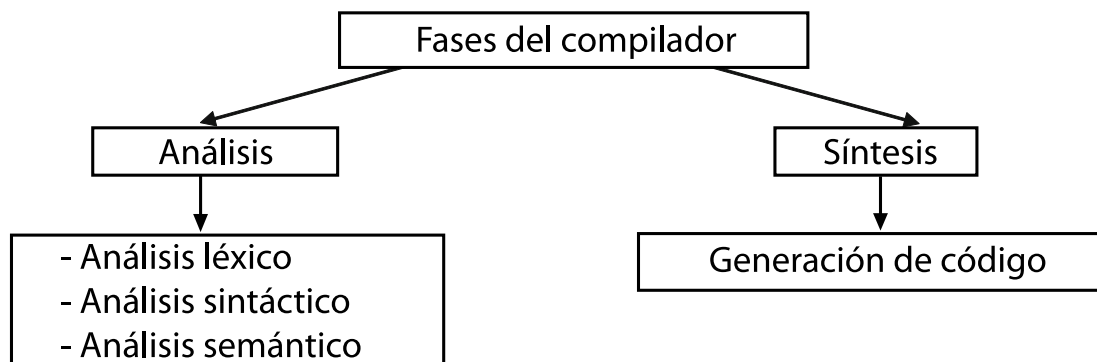 Fases del compilador
Análisis
Síntesis
- Análisis léxico
- Análisis sintáctico
- Análisis semántico
Generación de código